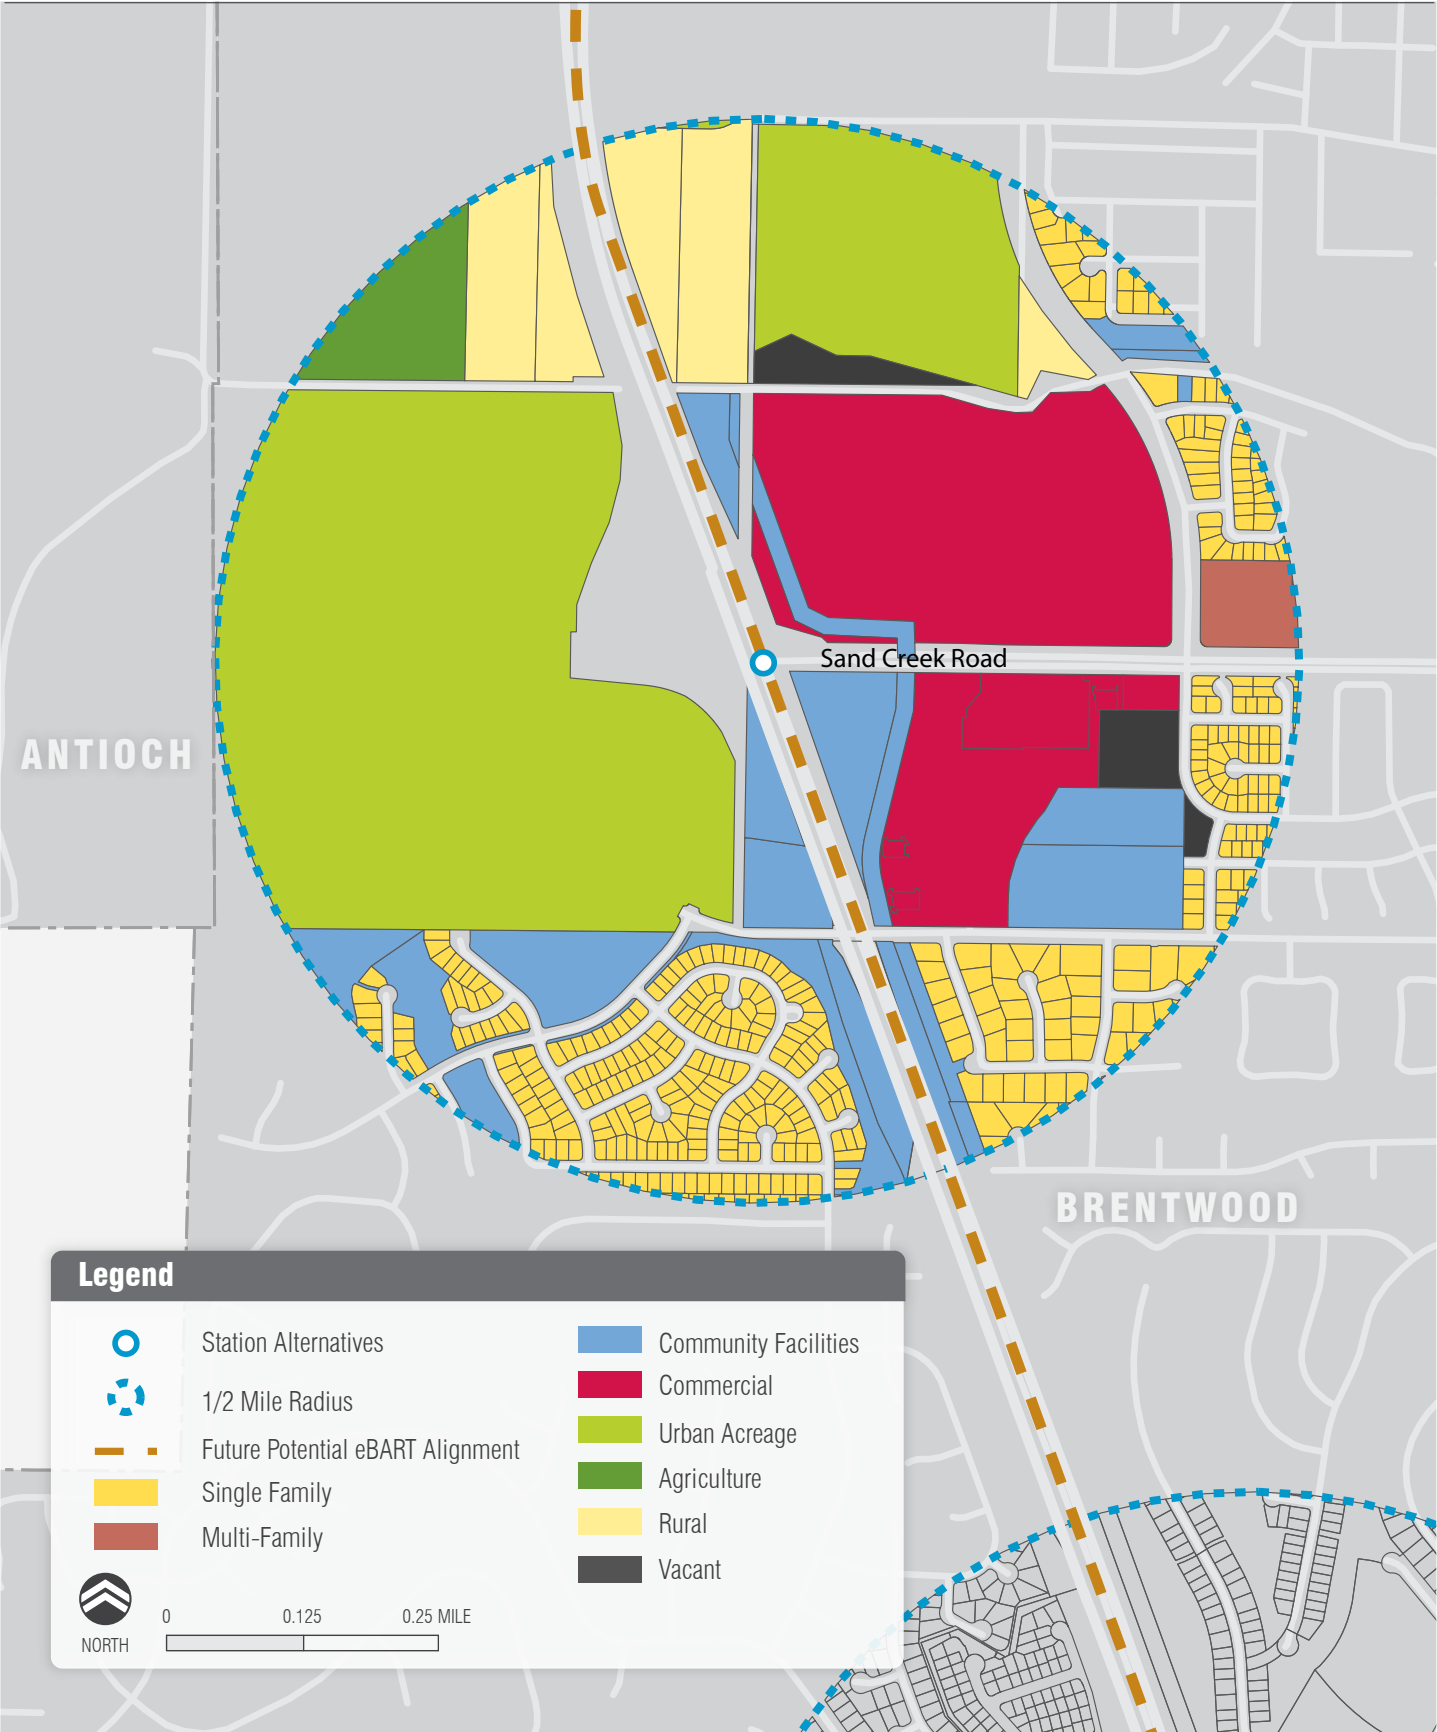 Sand Creek Road
ANTIOCH
BRENTWOOD
Legend
Station Alternatives
1/2 Mile Radius
Future Potential eBART Alignment
Single Family
Multi-Family
Community Facilities
Commercial
Urban Acreage
Agriculture
Rural
Vacant
0 0.125 0.25 MILE
NORTH